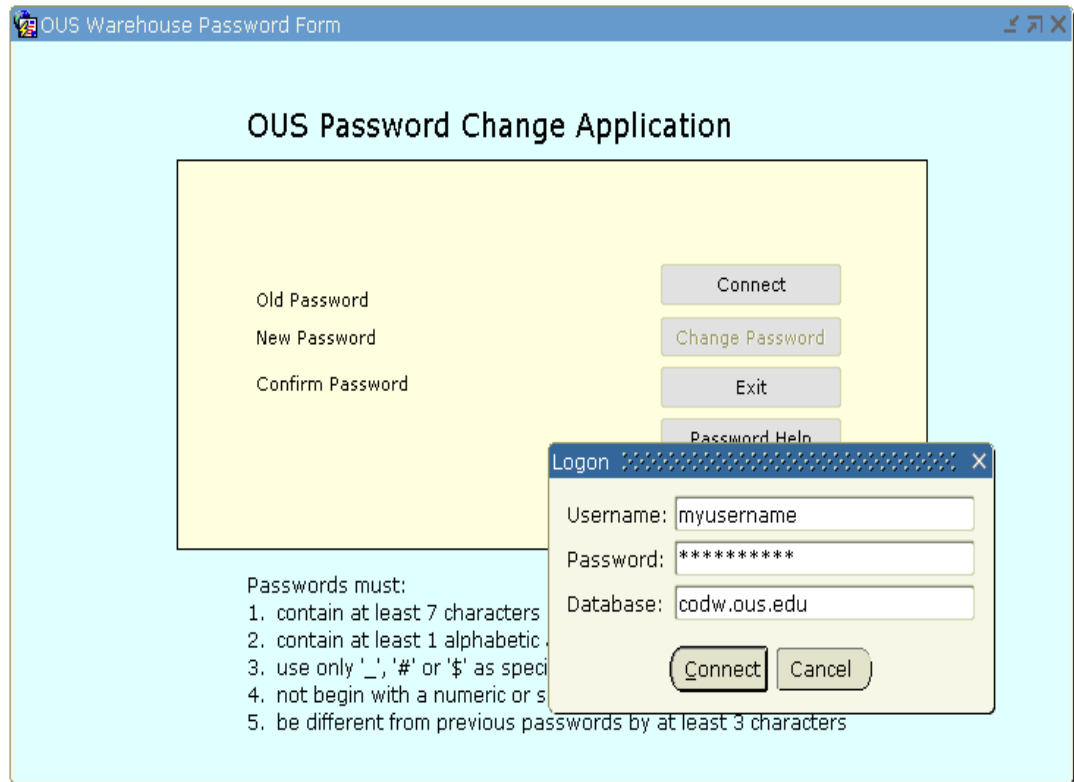 OUS Warehouse Password Form
OUS Password Change Application
Old Password
New Password
Confirm Password
Connect
Change Password
Exit
Password Help
Logon
Username: myusername
Password: **********
Database: codw.ous.edu
Connect Cancel
Passwords must:
1. contain at least 7 characters
2. contain at least 1 alphabetic
3. use only '_', '#' or '$' as
4. not begin with a numeric or
5. be different from previous passwords by at least 3 characters